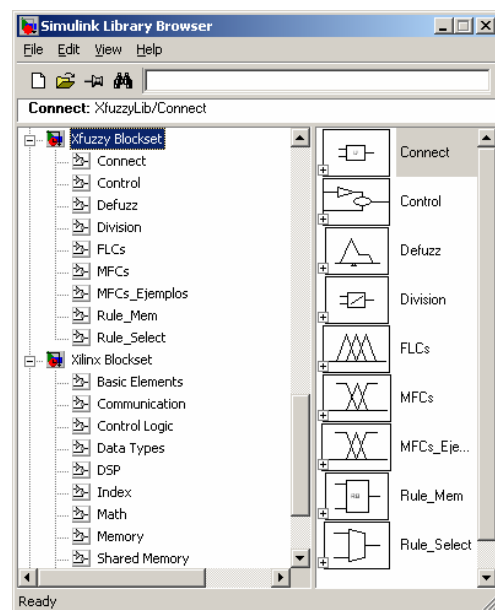 Simulink Library Browser
File Edit View Help
Connect: XfuzzyLib/Connect
Xfuzzy Blockset
Connect
Control
Defuzz
Division
FLCs
MFCs
MFCs_Ejemplos
Rule_Mem
Rule_Select
Xilinx Blockset
Basic Elements
Communication
Control Logic
Data Types
DSP
Index
Math
Memory
Shared Memory
Connect
Control
Defuzz
Division
FLCs
MFCs
MFCs_Eje...
Rule_Mem
Rule_Select
Ready